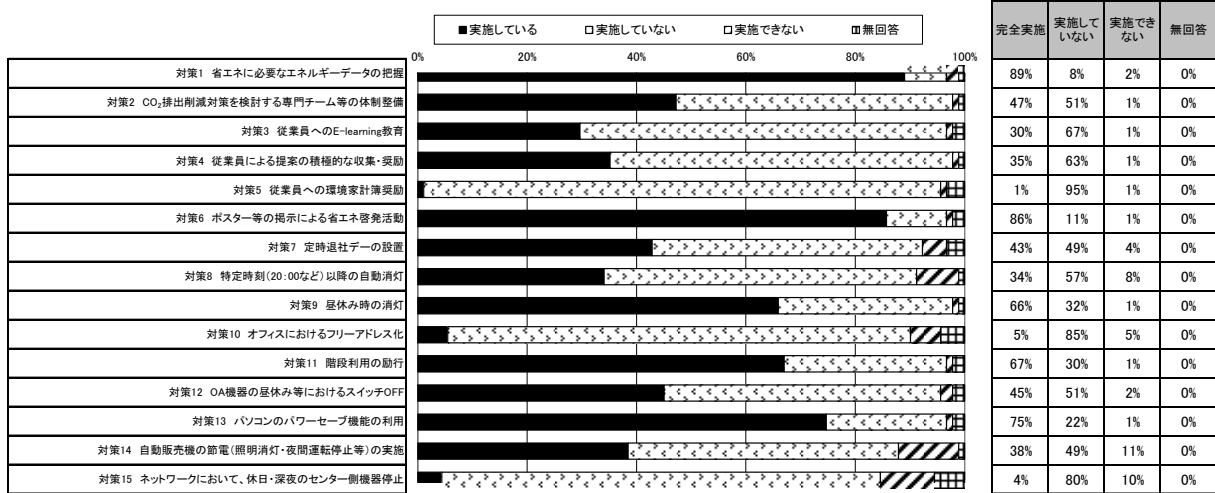 ■実施している □実施していない □実施できない 無回答
完全実施 実施して
いない 実施でき
ない 無回答
0% 20% 40% 60% 80% 100%
対策1 省エネに必要なエネルギーデータの把握 89% 8% 2% 0%
対策2 CO₂排出削減対策を検討する専門チーム等の体制整備 47% 51% 1% 0%
対策3 従業員へのE-learning教育 30% 67% 1% 0%
対策4 従業員による提案の積極的な収集・奨励 35% 63% 1% 0%
対策5 従業員への環境家計簿奨励 1% 95% 1% 0%
対策6 ポスター等の掲示による省エネ啓発活動 86% 11% 1% 0%
対策7 定時退社デーの設置 43% 49% 4% 0%
対策8 特定時刻(20:00など)以降の自動消灯 34% 57% 8% 0%
対策9 昼休み時の消灯 66% 32% 1% 0%
対策10 オフィスにおけるフリーアドレス化 5% 85% 5% 0%
対策11 階段利用の励行 67% 30% 1% 0%
対策12 OA機器の昼休み等におけるスイッチOFF 45% 51% 2% 0%
対策13 パソコンのパワーセーブ機能の利用 75% 22% 1% 0%
対策14 自動販売機の節電(照明消灯・夜間運転停止等)の実施 38% 49% 11% 0%
対策15 ネットワークにおいて、休日・深夜のセンター側機器停止 4% 80% 10% 0%